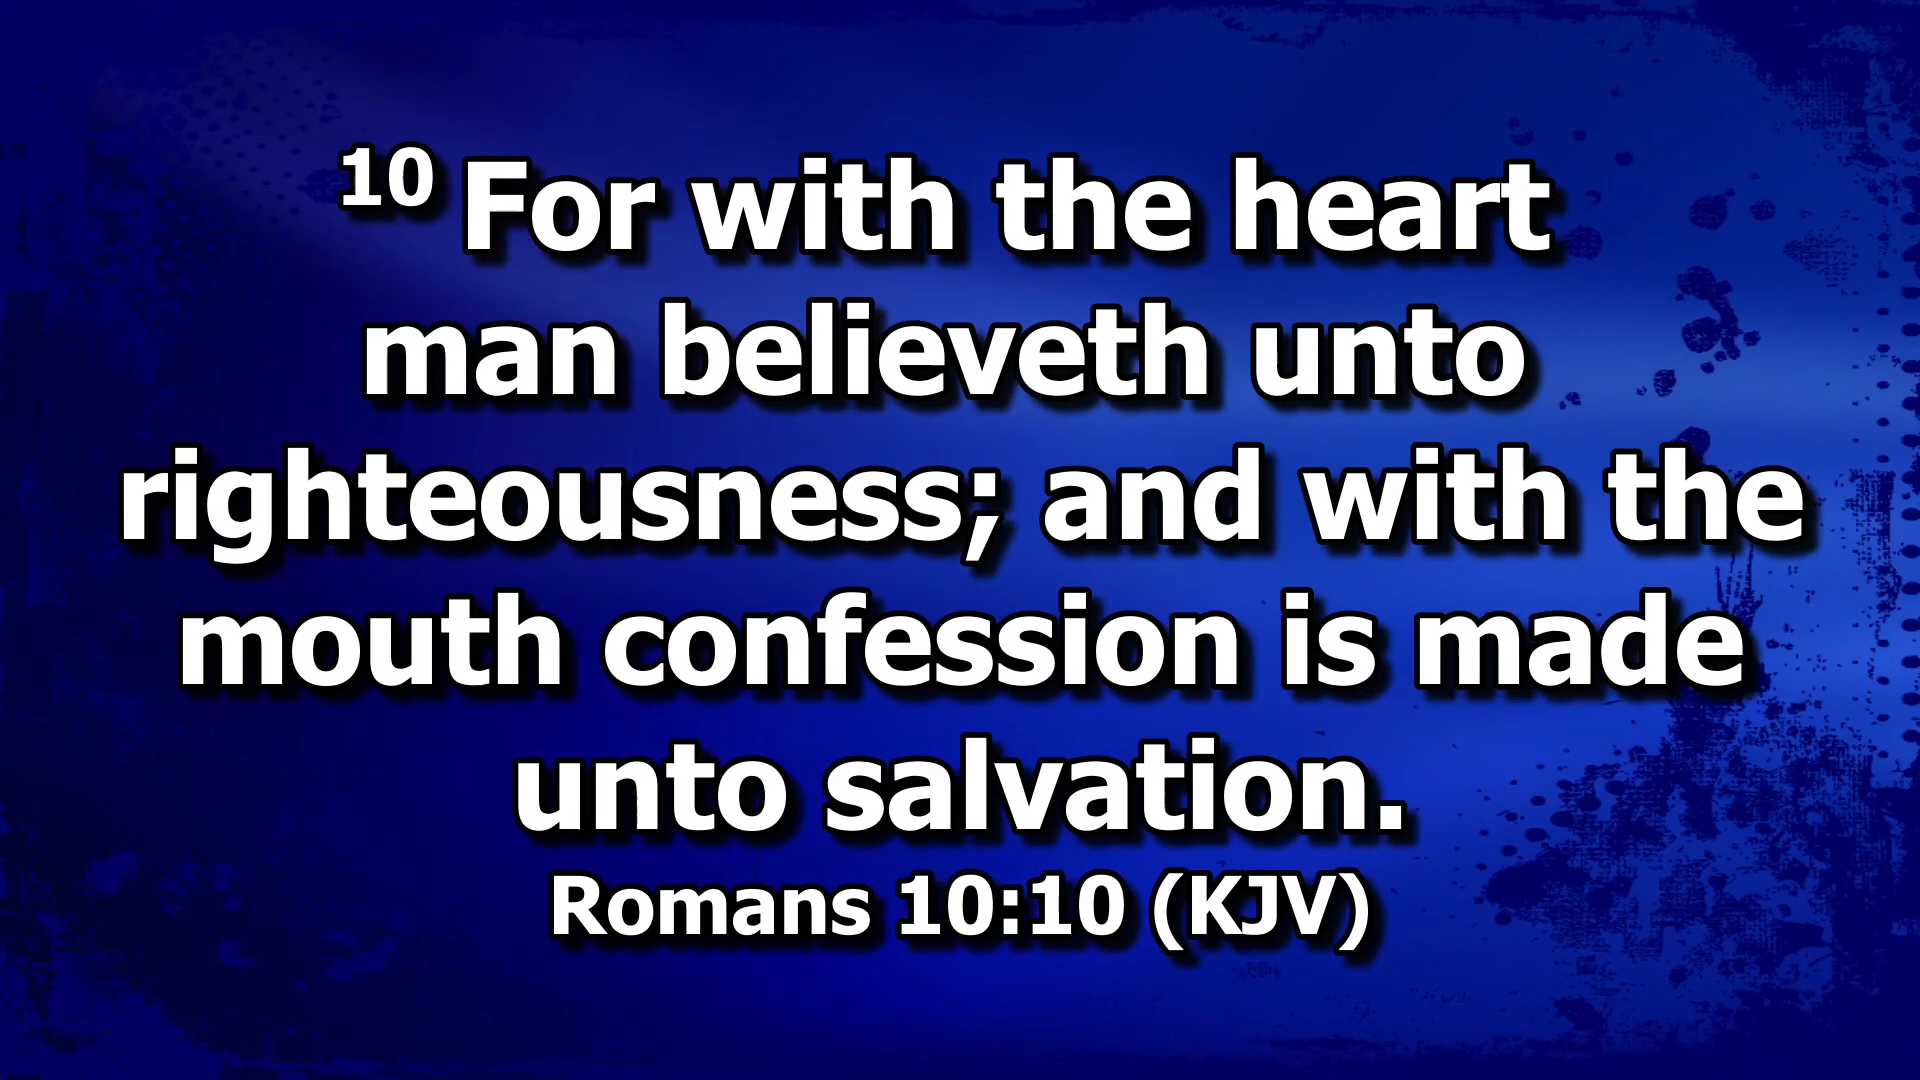 10 For with the heart
man believeth unto
righteousness; and with the
mouth confession is made
unto salvation.
Romans 10:10 (KJV)